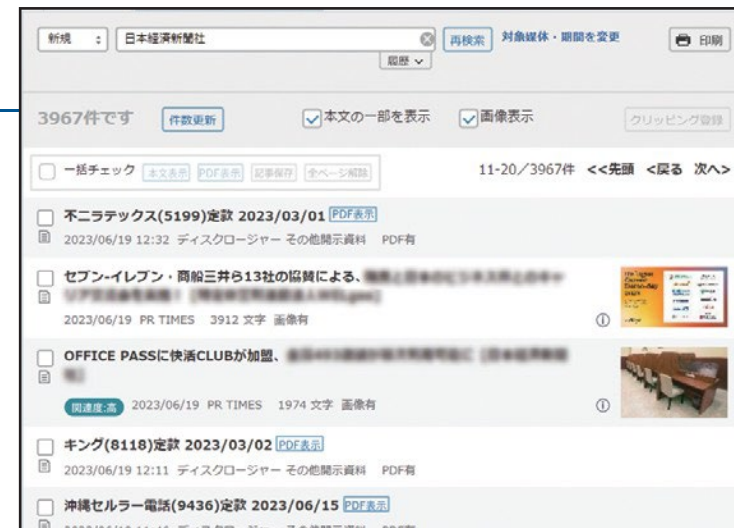 新規 日本経済新聞社 再検索 対象媒体・期間を変更 印刷
履歴
3967件です 件数更新 本文の一部を表示 画像表示 クリッピング登録
一括チェック 本文表示 PDF表示 記事保存 全ページ解除 11-20／3967件 <<先頭 <戻る 次へ>
不二ラテックス(5199)定款 2023/03/01 PDF表示
2023/06/19 12:32 ディスクロージャー その他開示資料 PDF有
セブン‐イレブン・商船三井ら13社の協賛による、
2023/06/19 PR TIMES 3912 文字 画像有
OFFICE PASSに快活CLUBが加盟、
関連度:高 2023/06/19 PR TIMES 1974 文字 画像有
キング(8118)定款 2023/03/02 PDF表示
2023/06/19 12:11 ディスクロージャー その他開示資料 PDF有
沖縄セルラー電話(9436)定款 2023/06/15 PDF表示